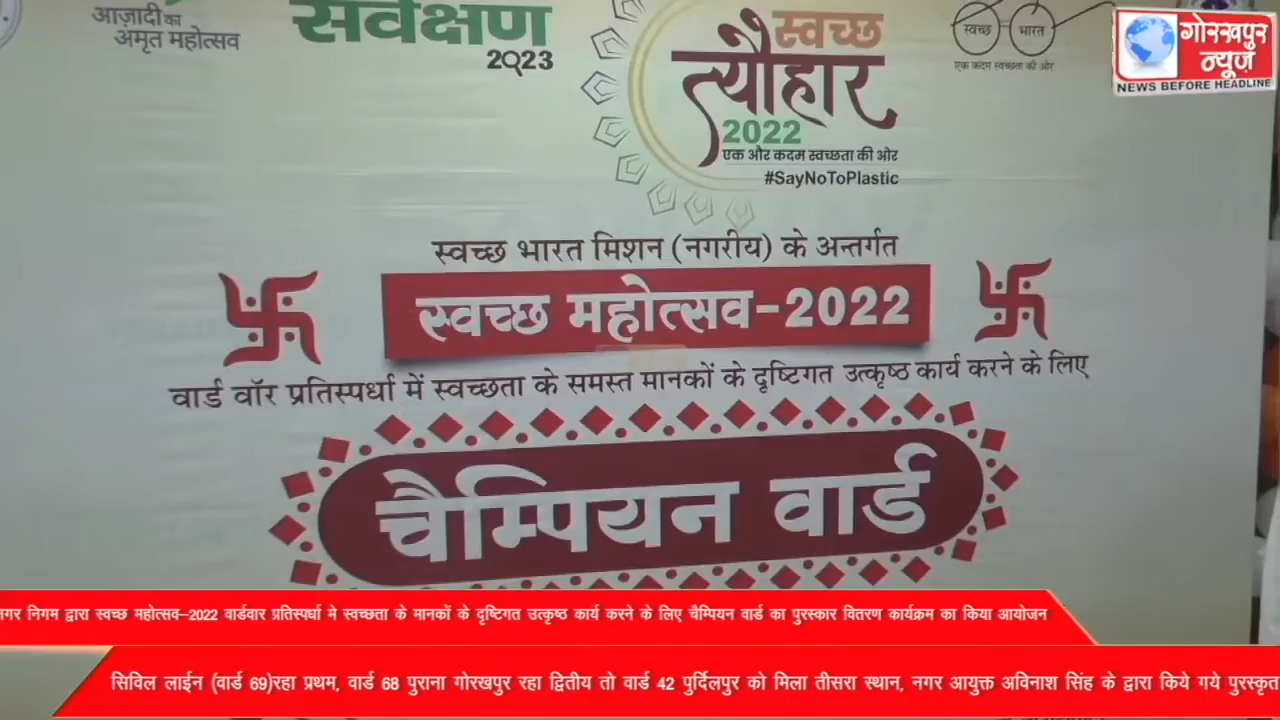 आज़ादी का
अमृत महोत्सव
सर्वेक्षण
2023
स्वच्छ
त्यौहार
2022
एक और कदम स्वच्छता की ओर
#SayNoToPlastic
स्वच्छ भारत
एक कदम स्वच्छता की ओर
गोरखपुर
न्यूज़
NEWS BEFORE HEADLINE
स्वच्छ भारत मिशन (नगरीय) के अन्तर्गत
स्वच्छ महोत्सव-2022
वार्ड वॉर प्रतिस्पर्धा में स्वच्छता के समस्त मानकों के दृष्टिगत उत्कृष्ठ कार्य करने के लिए
चैम्पियन वार्ड
नगर निगम द्वारा स्वच्छ महोत्सव–2022 वार्डवार प्रतिस्पर्धा मे स्वच्छता के मानकों के दृष्टिगत उत्कृष्ठ कार्य करने के लिए चैम्पियन वार्ड का पुरस्कार वितरण कार्यक्रम का किया आयोजन
सिविल लाईन (वार्ड 69)रहा प्रथम, वार्ड 68 पुराना गोरखपुर रहा द्वितीय तो वार्ड 42 पुर्दिलपुर को मिला तीसरा स्थान, नगर आयुक्त अविनाश सिंह के द्वारा किये गये पुरस्कृत